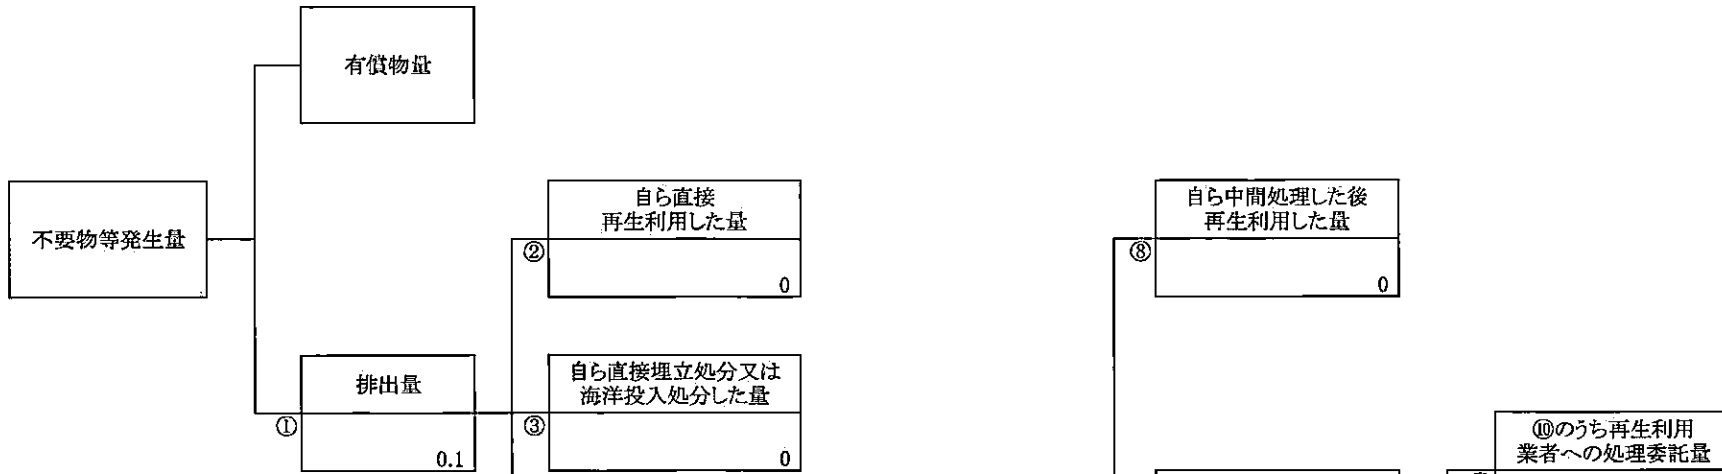 有償物量
不要物等発生量
自ら直接
再生利用した量
②
0
自ら中間処理した後
再生利用した量
⑧
0
排出量
①
0.1
自ら直接埋立処分又は
海洋投入処分した量
③
0
⑩のうち再生利用
業者への処理委託量